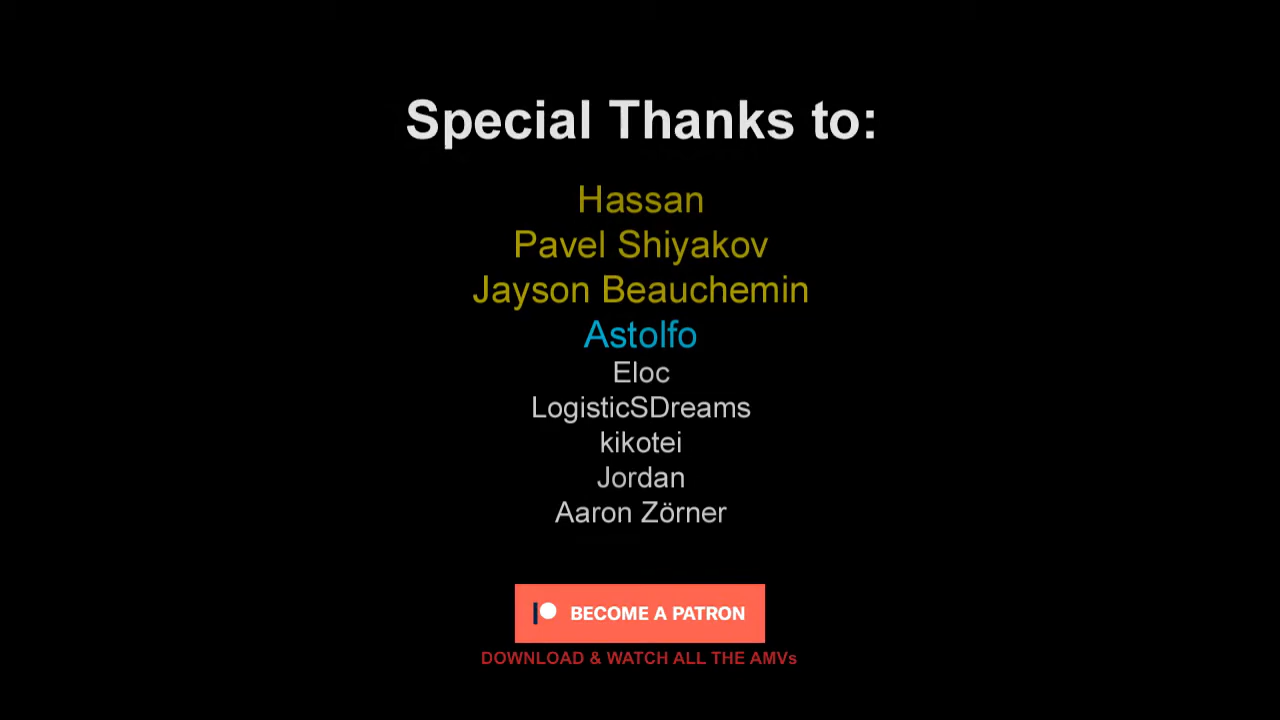 Special Thanks to:
Hassan
Pavel Shiyakov
Jayson Beauchemin
Astolfo
Eloc
LogisticSDreams
kikotei
Jordan
Aaron Zörner
BECOME A PATRON
DOWNLOAD & WATCH ALL THE AMVs